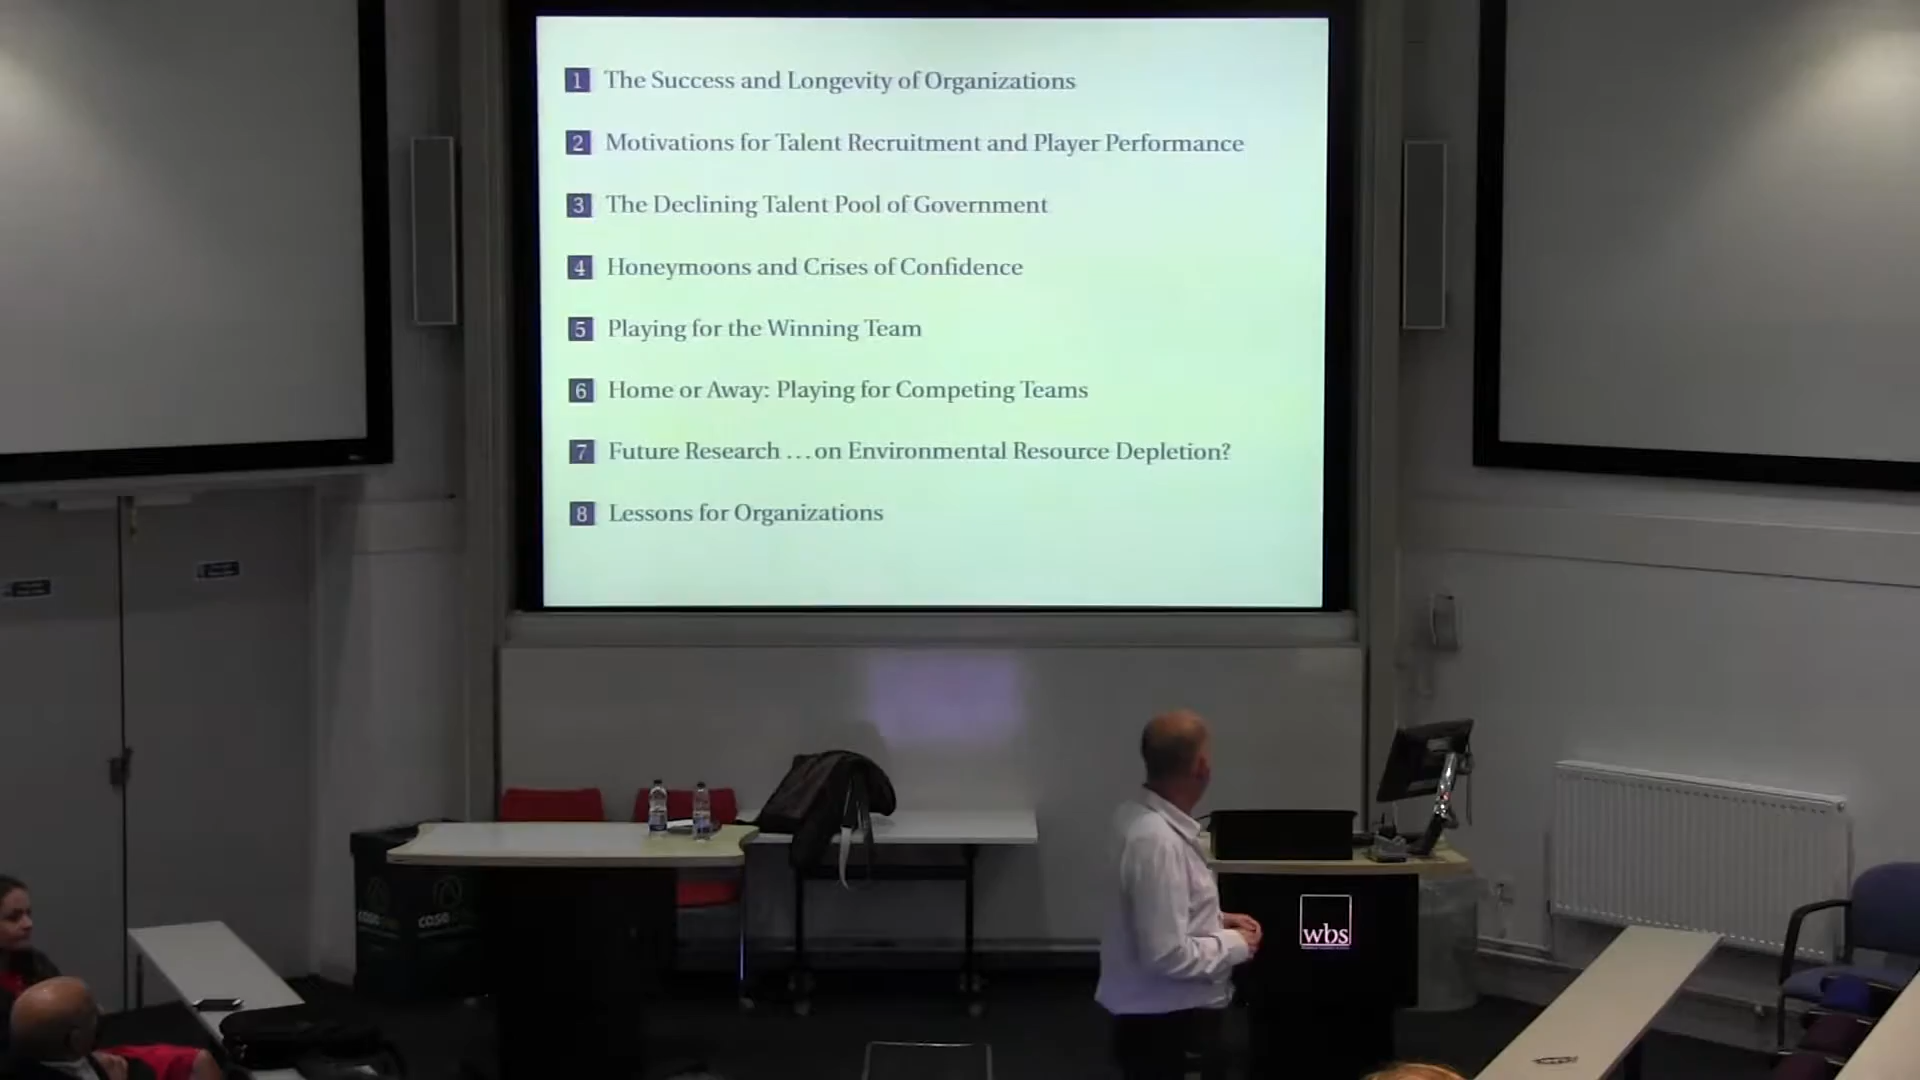 1 The Success and Longevity of Organizations
2 Motivations for Talent Recruitment and Player Performance
3 The Declining Talent Pool of Government
4 Honeymoons and Crises of Confidence
5 Playing for the Winning Team
6 Home or Away: Playing for Competing Teams
7 Future Research ... on Environmental Resource Depletion?
8 Lessons for Organizations
wbs